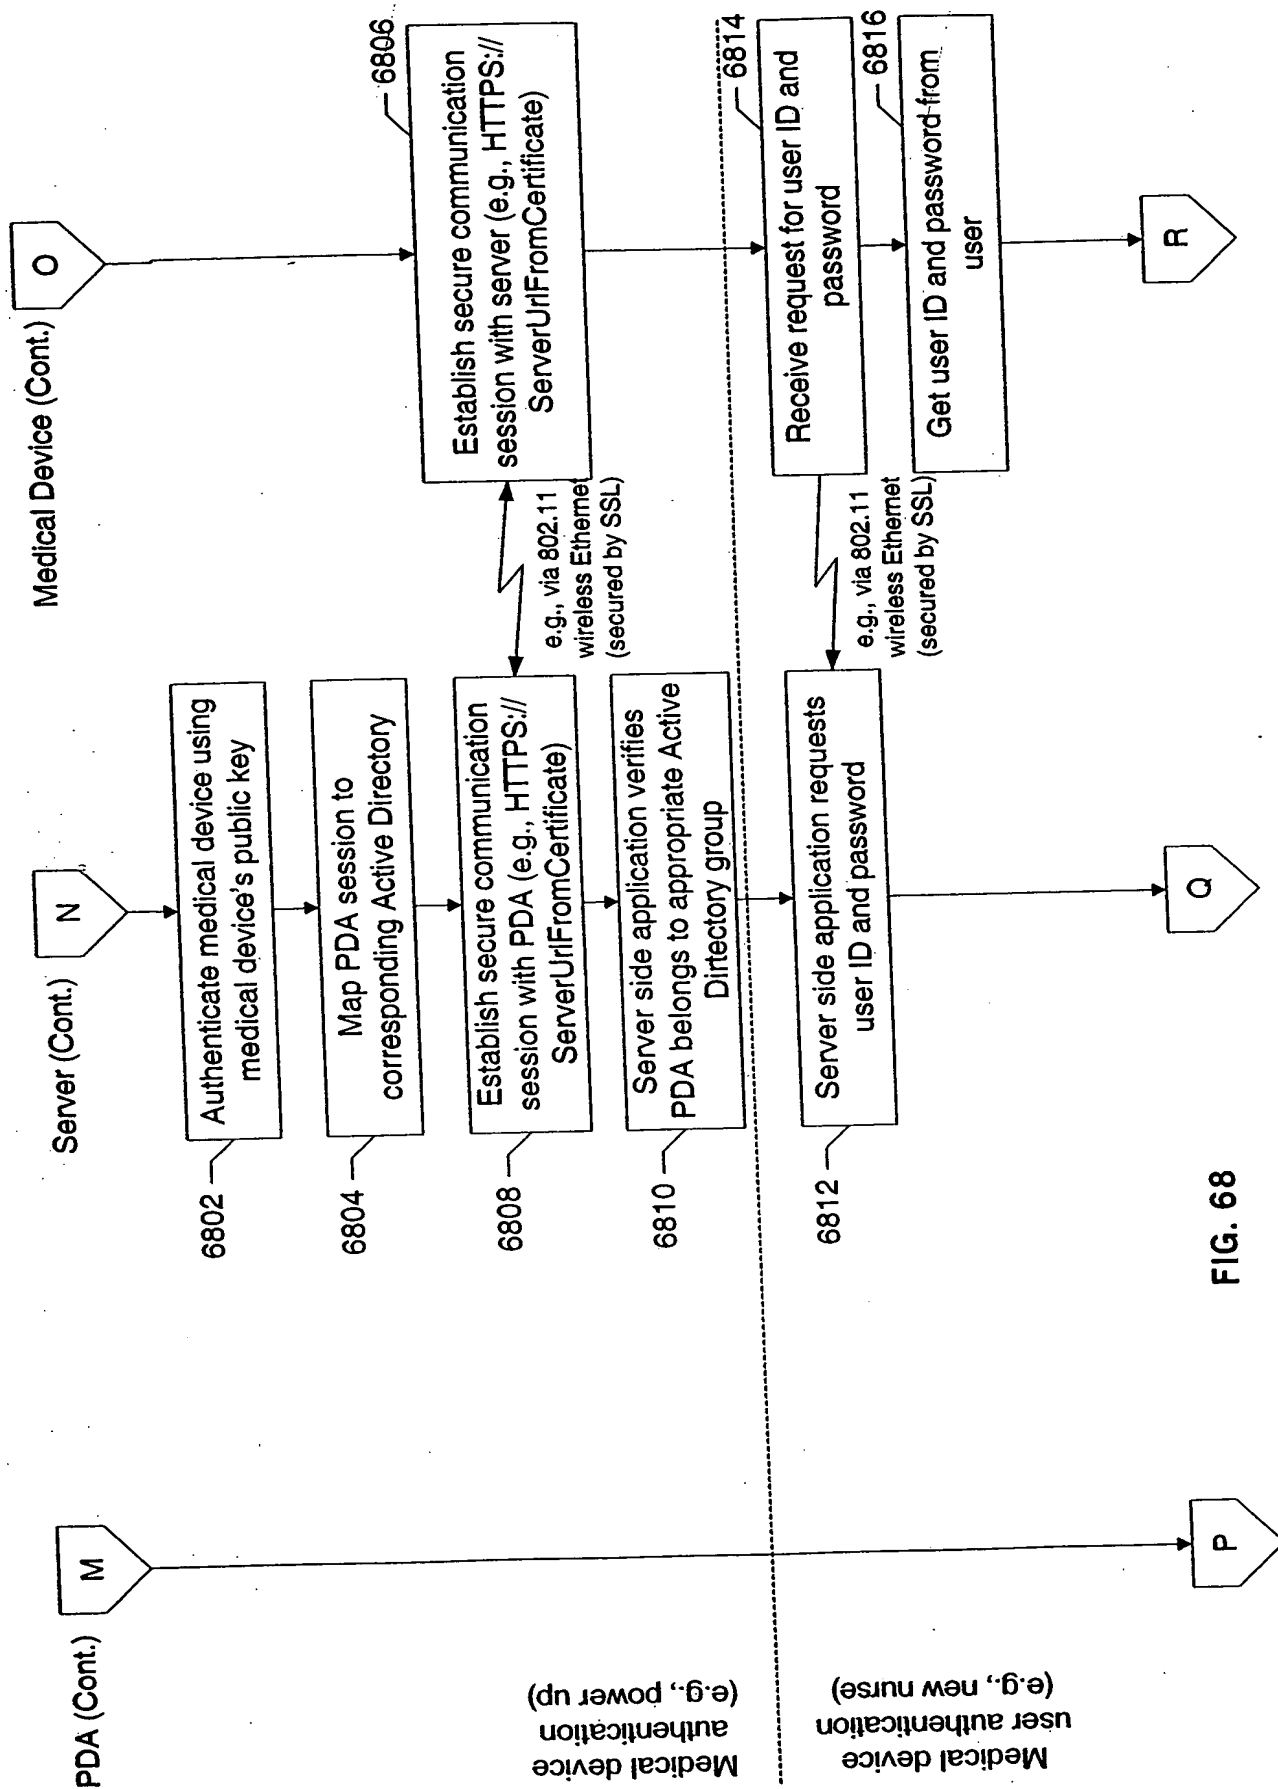 PDA (Cont.)
Server (Cont.)
Medical Device (Cont.)
M
N
O
Medical device
authentication
(e.g., power up)
6802
Authenticate medical device using
medical device's public key
6804
Map PDA session to
corresponding Active Directory
6806
Establish secure communication
session with server (e.g., HTTPS://
ServerUrlFromCertificate)
6808
Establish secure communication
session with PDA (e.g., HTTPS://
ServerUrlFromCertificate)
e.g., via 802.11
wireless Ethernet
(secured by SSL)
6810
Server side application verifies
PDA belongs to appropriate Active
Dirtectory group
Medical device
user authentication
(e.g., new nurse)
6812
Server side application requests
user ID and password
6814
Receive request for user ID and
password
e.g., via 802.11
wireless Ethernet
(secured by SSL)
6816
Get user ID and password from
user
P
Q
R
FIG. 68